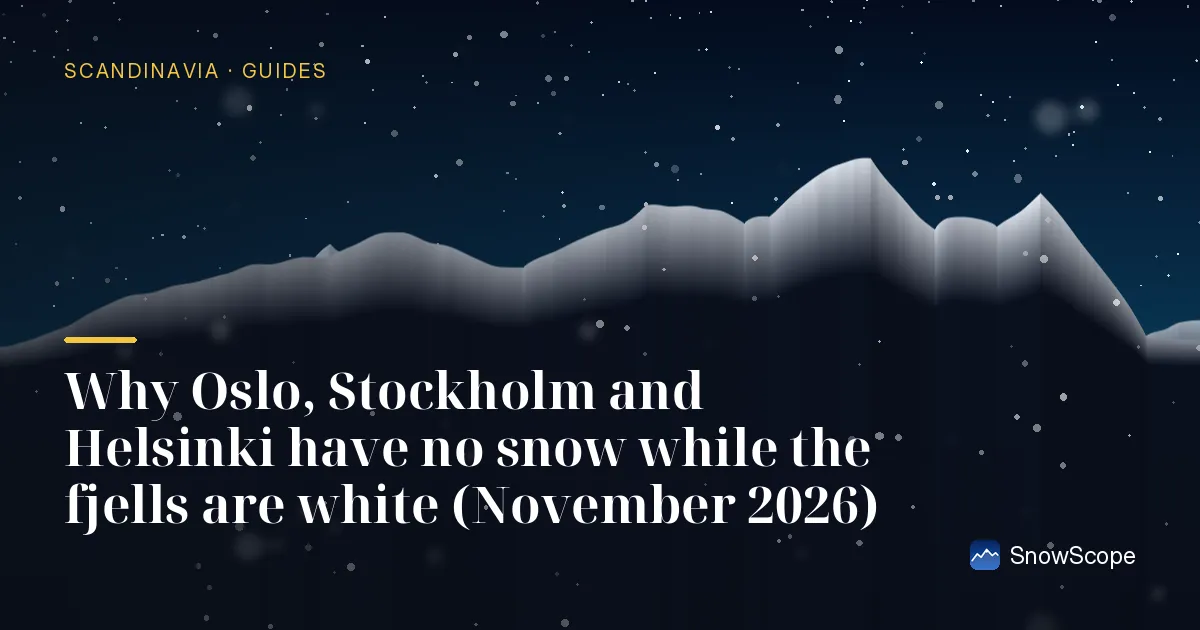 SCANDINAVIA · GUIDES
Why Oslo, Stockholm and
Helsinki have no snow while the
fjells are white (November 2026)
SnowScope